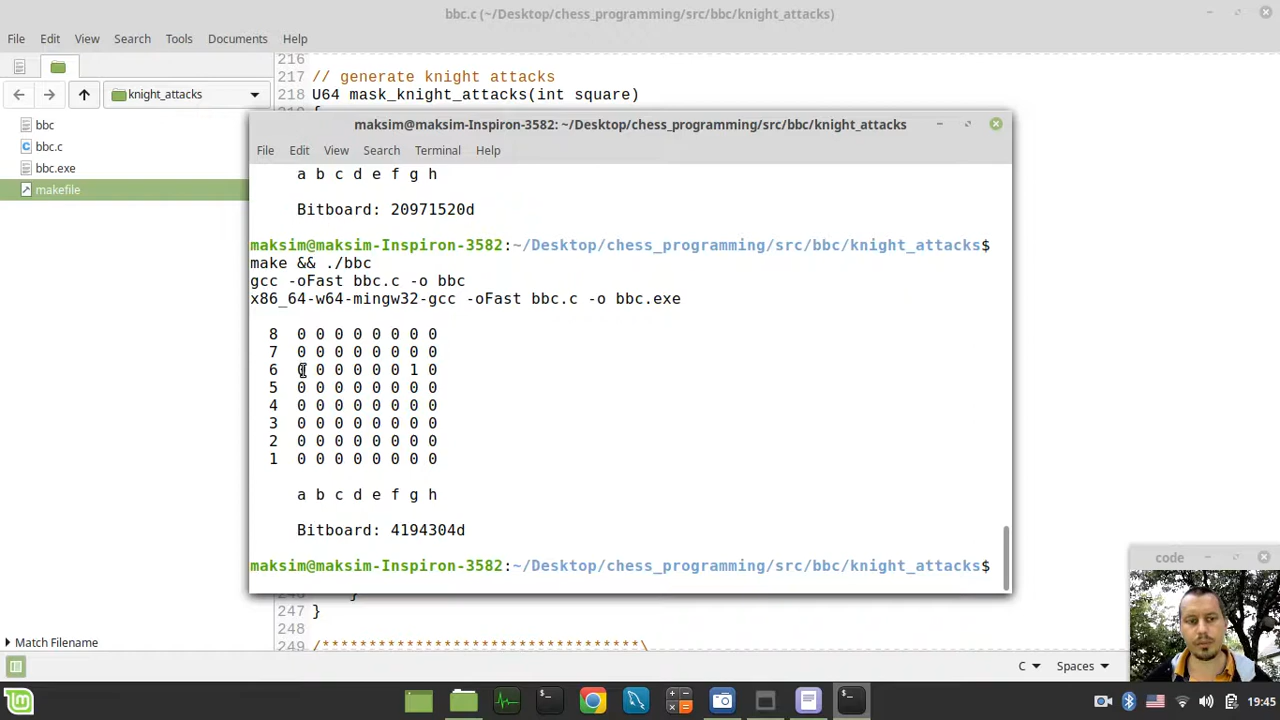 bbc.c (~/Desktop/chess_programming/src/bbc/knight_attacks)
File Edit View Search Tools Documents Help
knight_attacks
bbc
bbc.c
bbc.exe
makefile
216
217 // generate knight attacks
218 U64 mask_knight_attacks(int square)
maksim@maksim-Inspiron-3582: ~/Desktop/chess_programming/src/bbc/knight_attacks
File Edit View Search Terminal Help
a b c d e f g h
Bitboard: 20971520d
maksim@maksim-Inspiron-3582:~/Desktop/chess_programming/src/bbc/knight_attacks$
make && ./bbc
gcc -oFast bbc.c -o bbc
x86_64-w64-mingw32-gcc -oFast bbc.c -o bbc.exe
8 0 0 0 0 0 0 0 0
7 0 0 0 0 0 0 0 0
6 0 0 0 0 0 0 1 0
5 0 0 0 0 0 0 0 0
4 0 0 0 0 0 0 0 0
3 0 0 0 0 0 0 0 0
2 0 0 0 0 0 0 0 0
1 0 0 0 0 0 0 0 0
a b c d e f g h
Bitboard: 4194304d
maksim@maksim-Inspiron-3582:~/Desktop/chess_programming/src/bbc/knight_attacks$
247 }
248
249 /*********************************\
Match Filename
C Spaces
code
19:45